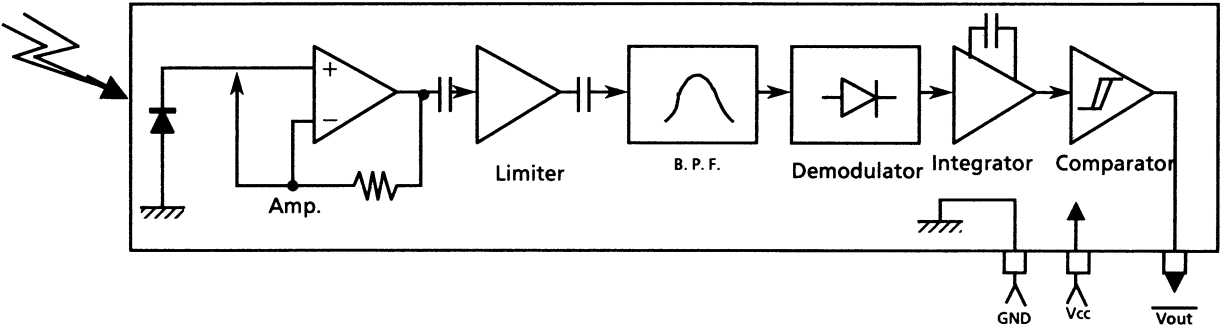 +
−
Amp.
Limiter
B. P. F.
Demodulator
Integrator
Comparator
GND
Vcc
Vout